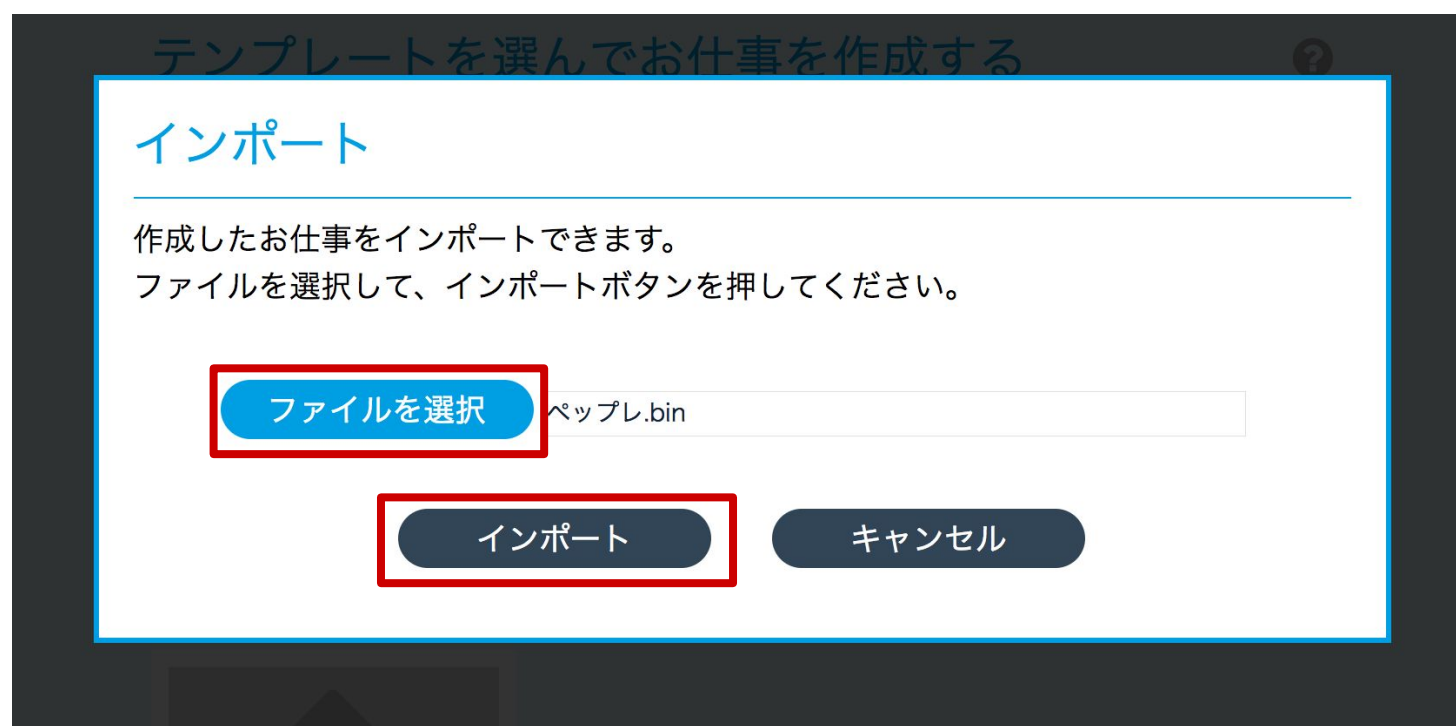 テンプレートを選んでお仕事を作成する
?
インポート
作成したお仕事をインポートできます。
ファイルを選択して、インポートボタンを押してください。
ファイルを選択 ペップレ.bin
インポート キャンセル